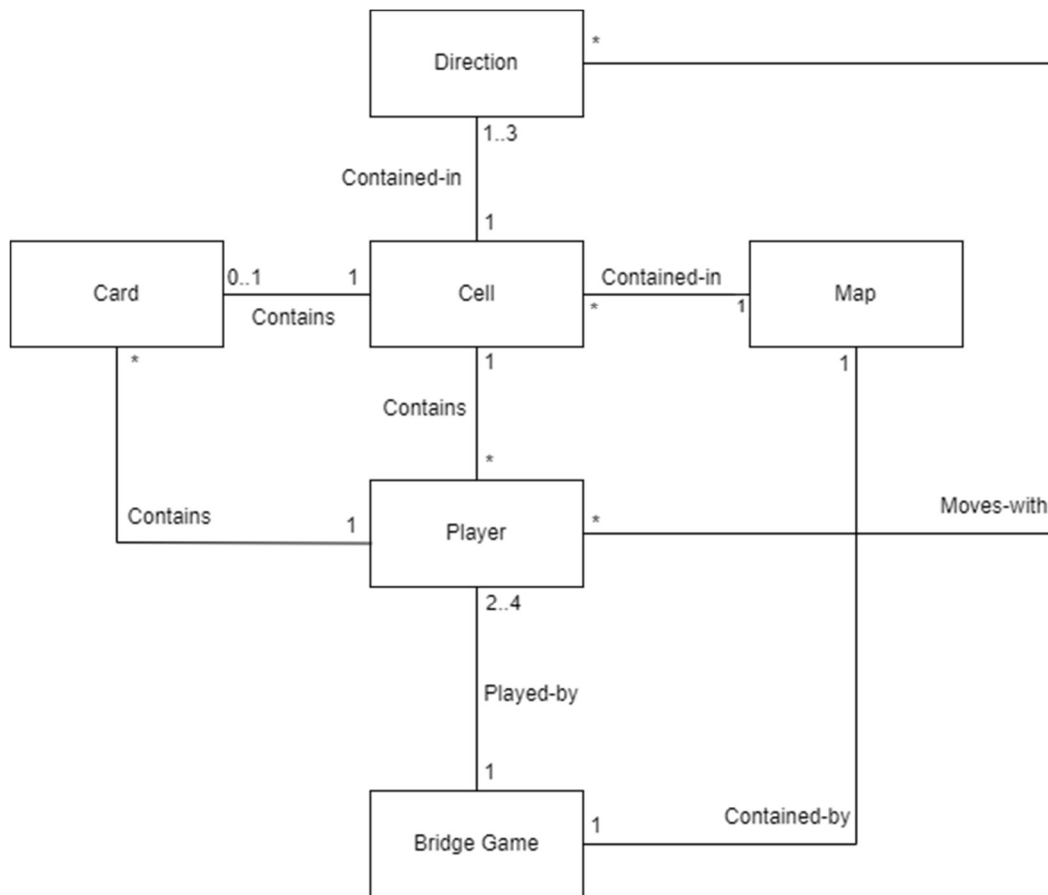 Direction
*
1..3
Contained-in
1
Card
0..1
1
Contains
Cell
Contained-in
*
1
Map
*
1
1
Contains
*
Contains
1
Player
*
Moves-with
2..4
Played-by
1
Bridge Game
1
Contained-by